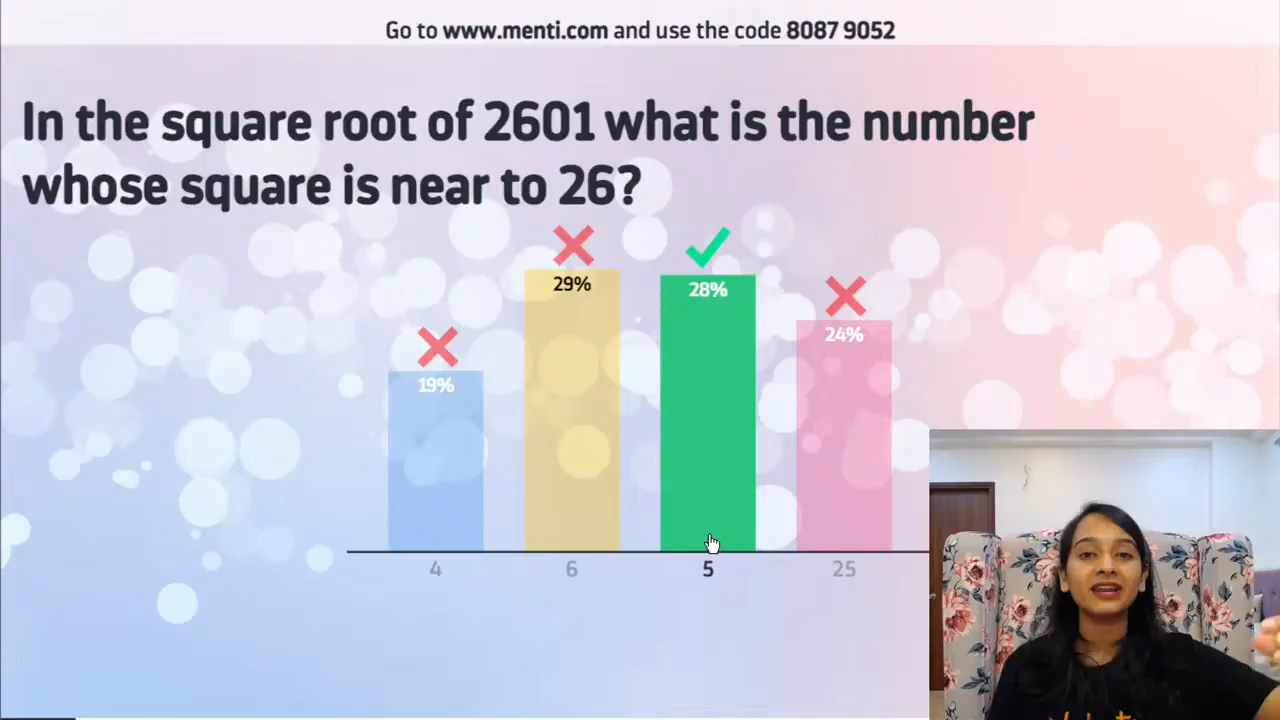 Go to www.menti.com and use the code 8087 9052
In the square root of 2601 what is the number
whose square is near to 26?
29%
28%
24%
19%
4 6 5 25